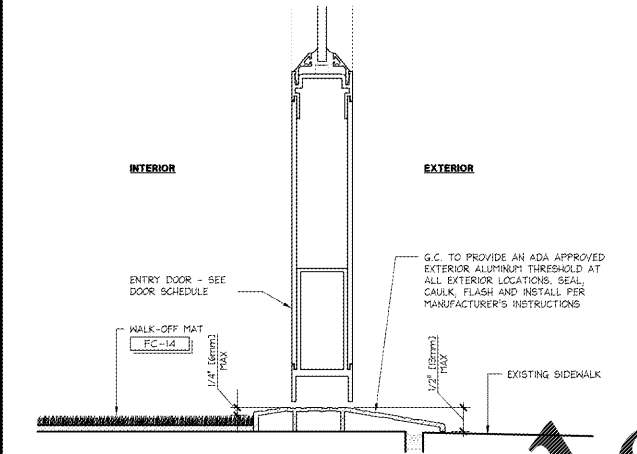 INTERIOR
EXTERIOR
G.C. TO PROVIDE AN ADA APPROVED
EXTERIOR ALUMINUM THRESHOLD AT
ALL EXTERIOR LOCATIONS. SEAL,
CAULK, FLASH AND INSTALL PER
MANUFACTURER'S INSTRUCTIONS
ENTRY DOOR - SEE
DOOR SCHEDULE
WALK-OFF MAT
FC-14
1/4" [6mm]
MAX
1/2" [13mm]
MAX
EXISTING SIDEWALK